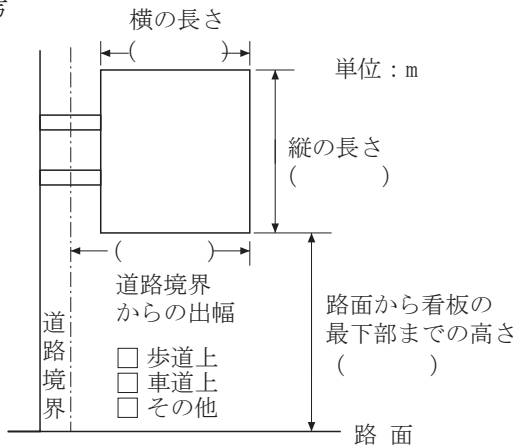 横の長さ
(　　　)
単位：m
縦の長さ
(　　　)
(　　　)
道路境界
からの出幅
□ 歩道上
□ 車道上
□ その他
道路境界
路面から看板の
最下部までの高さ
(　　　)
路 面